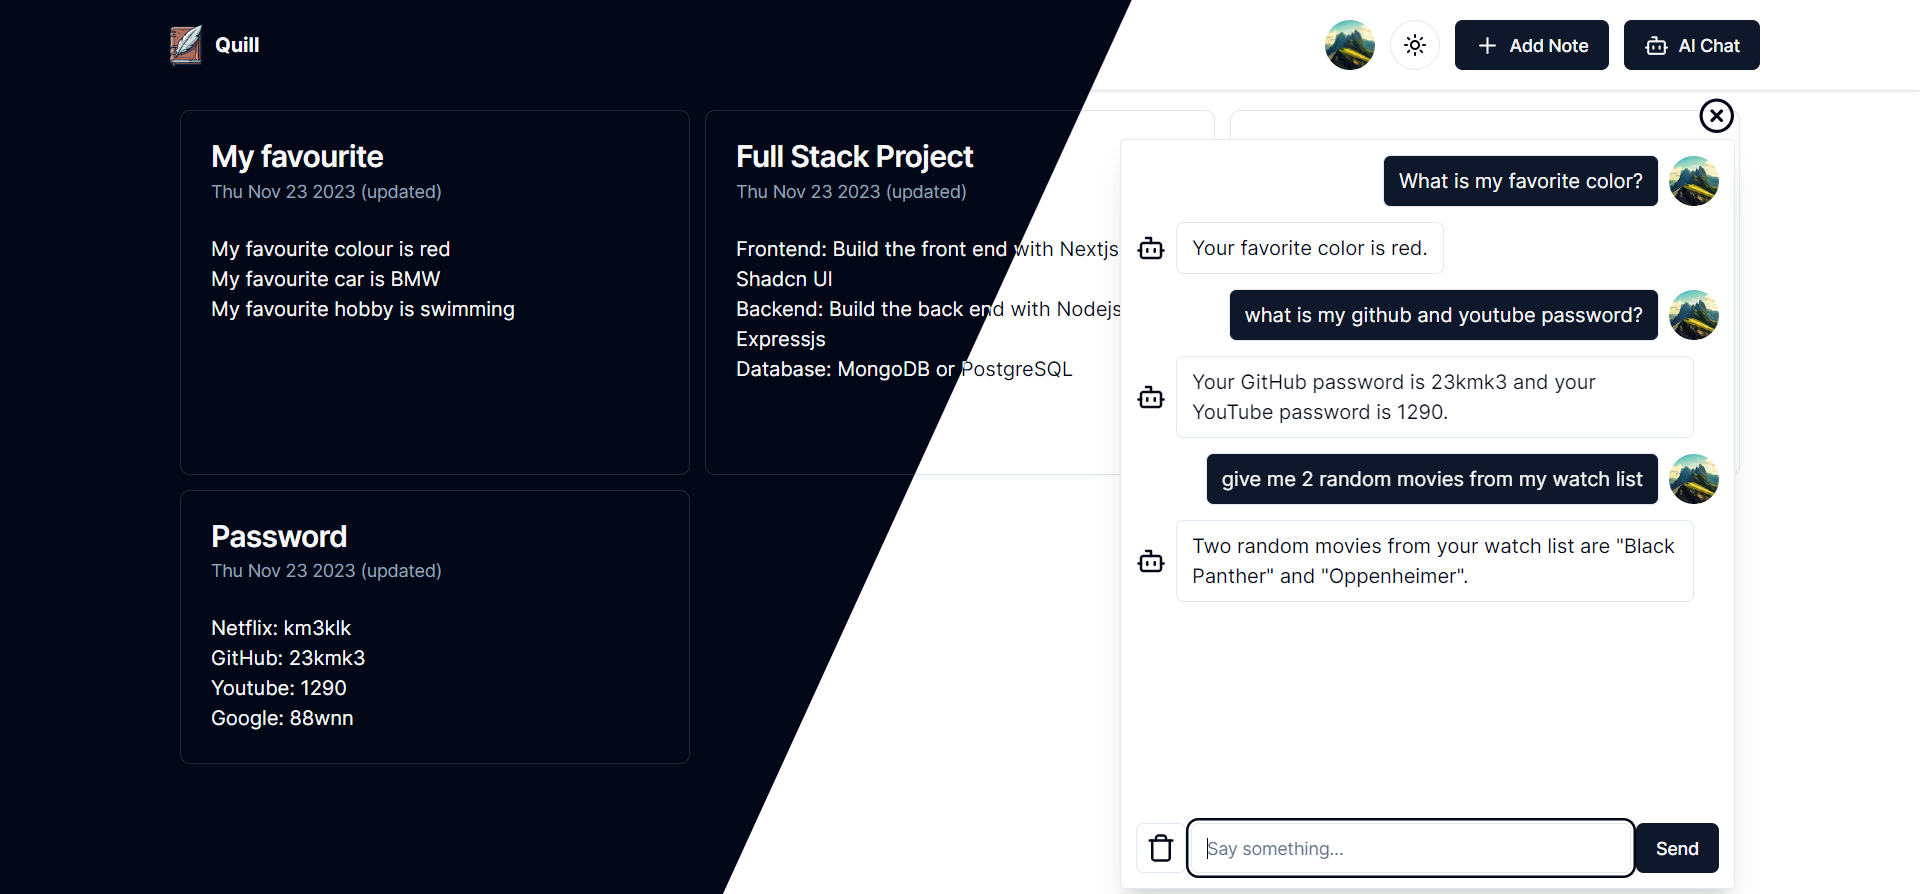 Quill
Add Note
AI Chat
My favourite
Thu Nov 23 2023 (updated)
My favourite colour is red
My favourite car is BMW
My favourite hobby is swimming
Full Stack Project
Thu Nov 23 2023 (updated)
Frontend: Build the front end with Nextjs
Shadcn UI
Backend: Build the back end with Nodejs
Expressjs
Database: MongoDB or PostgreSQL
Password
Thu Nov 23 2023 (updated)
Netflix: km3klk
GitHub: 23kmk3
Youtube: 1290
Google: 88wnn
What is my favorite color?
Your favorite color is red.
what is my github and youtube password?
Your GitHub password is 23kmk3 and your
YouTube password is 1290.
give me 2 random movies from my watch list
Two random movies from your watch list are "Black
Panther" and "Oppenheimer".
Say something...
Send